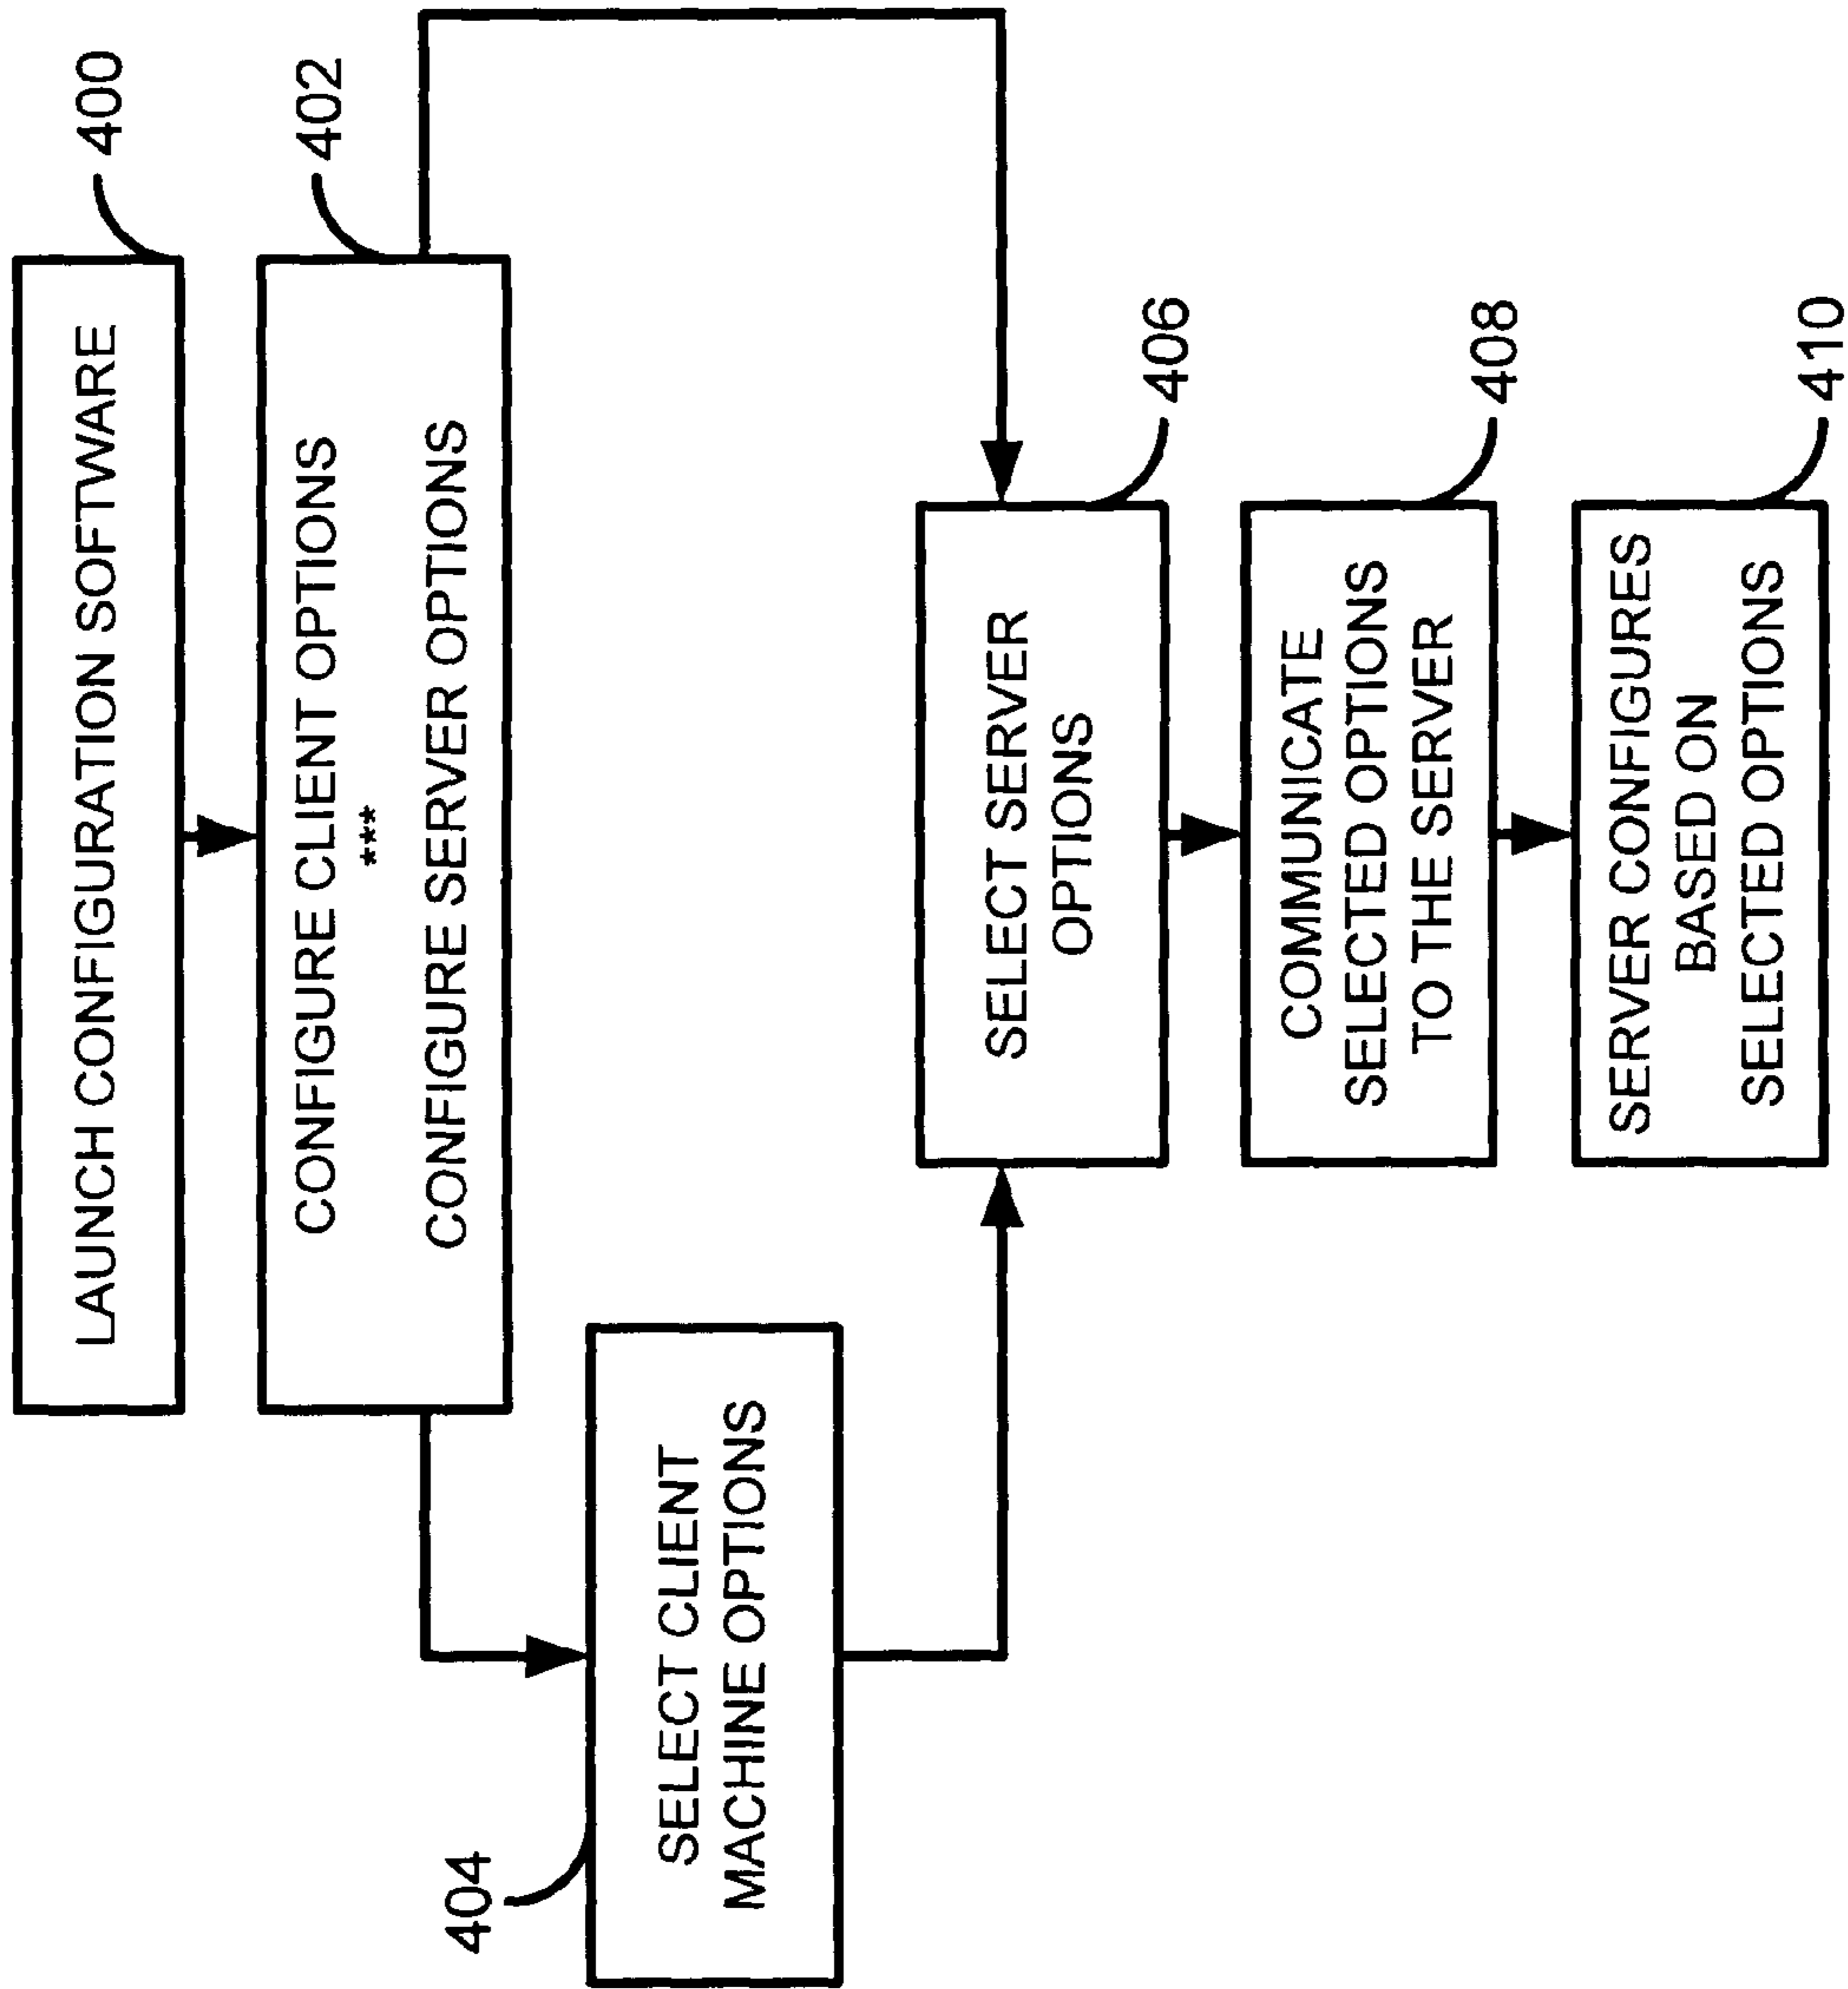 LAUNCH CONFIGURATION SOFTWARE
400
CONFIGURE CLIENT OPTIONS
***
CONFIGURE SERVER OPTIONS
402
404
SELECT CLIENT
MACHINE OPTIONS
SELECT SERVER
OPTIONS
406
COMMUNICATE
SELECTED OPTIONS
TO THE SERVER
408
SERVER CONFIGURES
BASED ON
SELECTED OPTIONS
410